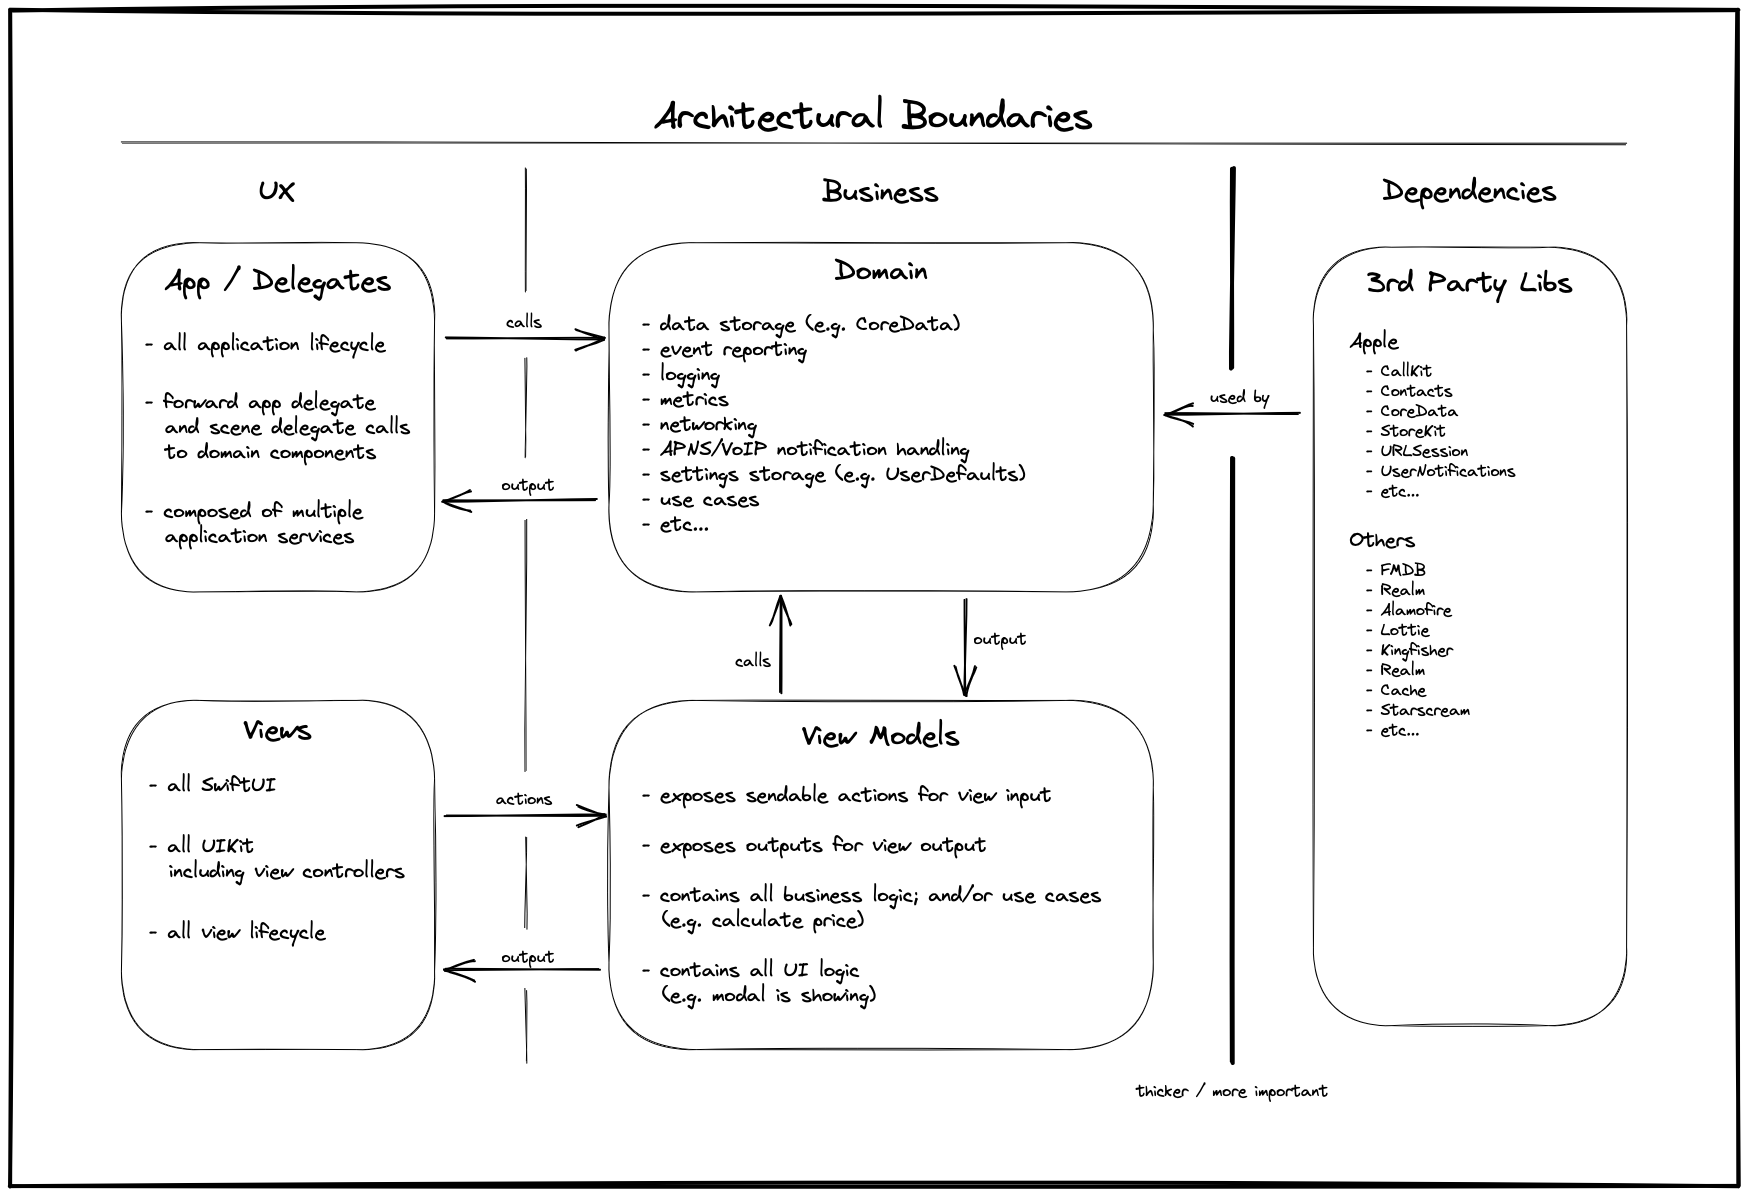 Architectural Boundaries
UX
Business
Dependencies
App / Delegates
- all application lifecycle
- forward app delegate
and scene delegate calls
to domain components
- composed of multiple
application services
calls
output
Domain
- data storage (e.g. CoreData)
- event reporting
- logging
- metrics
- networking
- APNS/VoIP notification handling
- settings storage (e.g. UserDefaults)
- use cases
- etc...
used by
3rd Party Libs
Apple
- CallKit
- Contacts
- CoreData
- StoreKit
- URLSession
- UserNotifications
- etc...
Others
- FMDB
- Realm
- Alamofire
- Lottie
- Kingfisher
- Realm
- Cache
- Starscream
- etc...
calls
output
Views
- all SwiftUI
- all UIKit
including view controllers
- all view lifecycle
actions
output
View Models
- exposes sendable actions for view input
- exposes outputs for view output
- contains all business logic; and/or use cases
(e.g. calculate price)
- contains all UI logic
(e.g. modal is showing)
thicker / more important